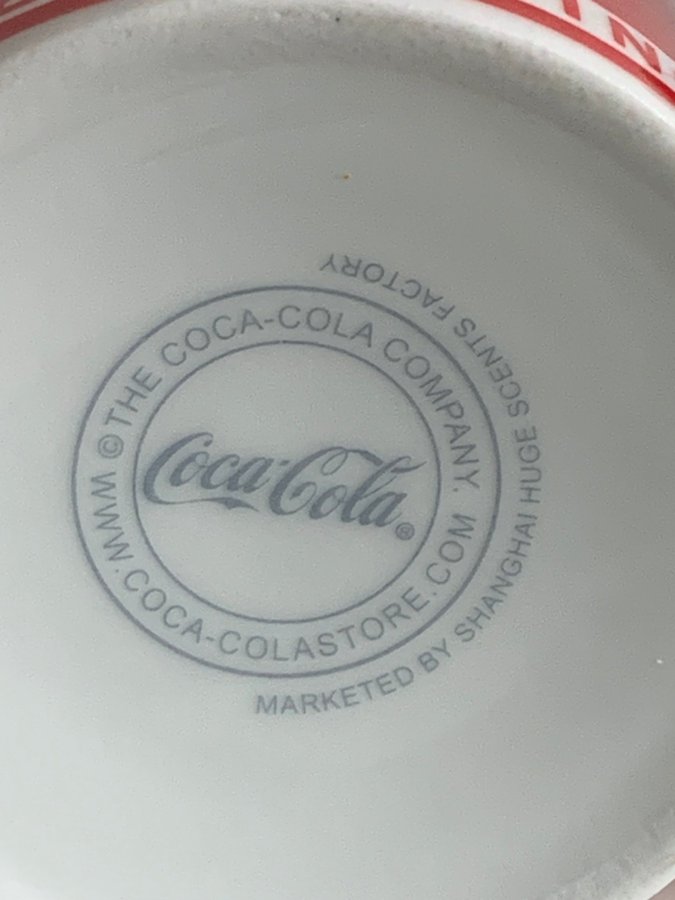 ©THE COCA-COLA COMPANY.
WWW.COCA-COLASTORE.COM
Coca-Cola®
MARKETED BY SHANGHAI HUGE SCENTS FACTORY